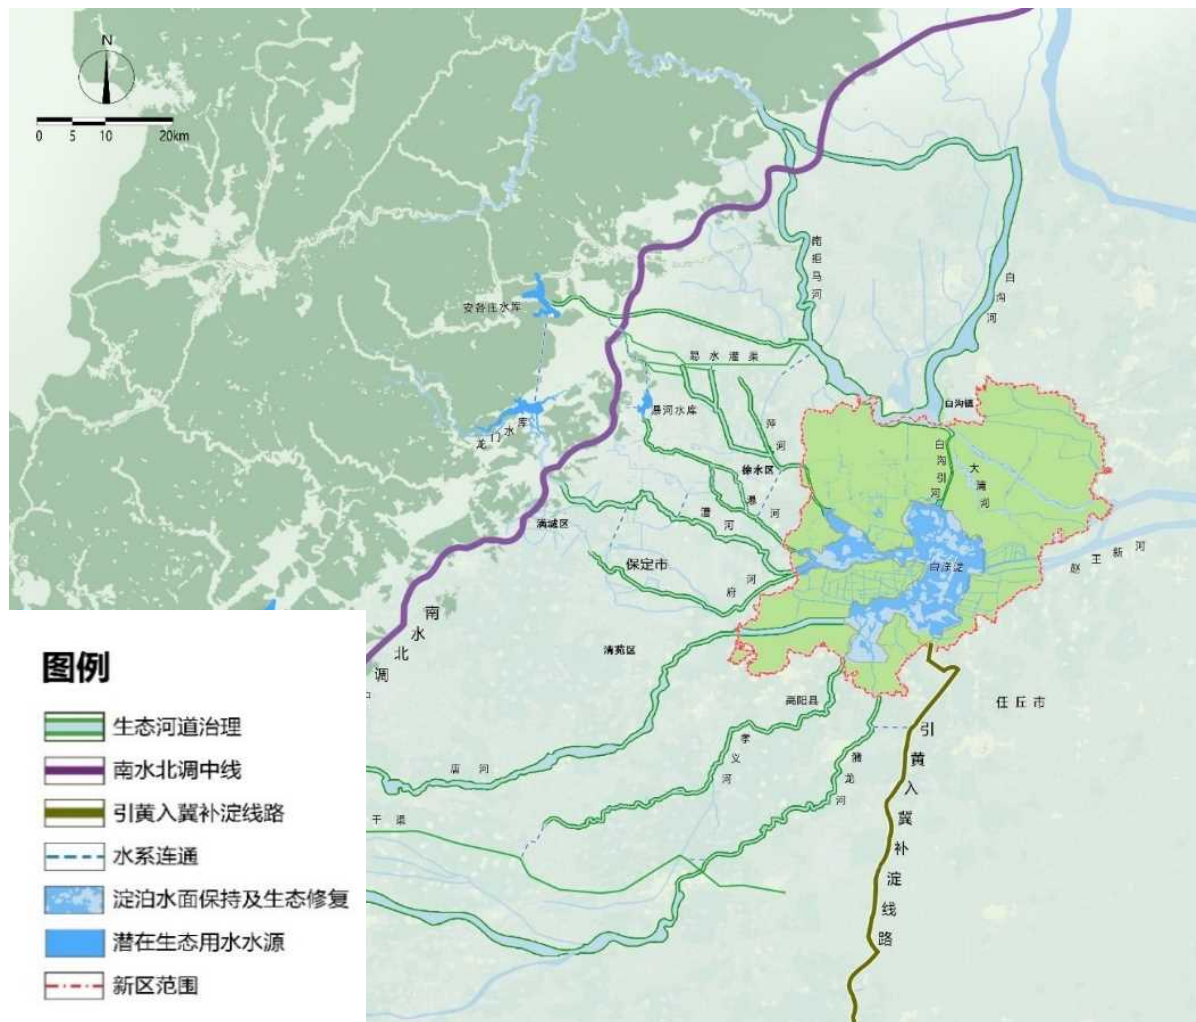 N
0 5 10 20km
南拒马河
白沟河
安各庄水库
易水灌渠
瀑河水库
龙门水库
白沟镇
萍河
徐水区
白沟引河
大清河
瀑河
漕河
满城区
保定市
府河
白洋淀
赵王新河
南水北调中
清苑区
高阳县
任丘市
孝义河
潴龙河
唐河
干渠
引黄入冀补淀线路
图例
生态河道治理
南水北调中线
引黄入冀补淀线路
水系连通
淀泊水面保持及生态修复
潜在生态用水水源
新区范围